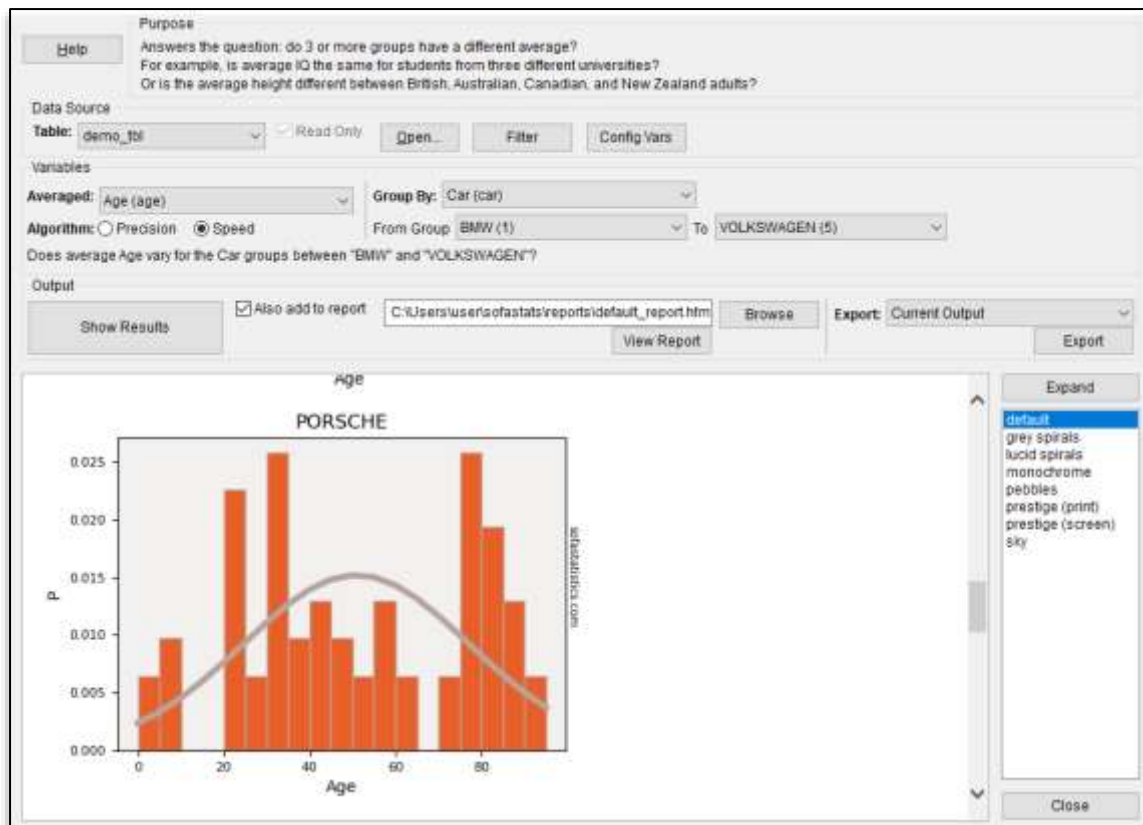 Purpose
Help
Answers the question: do 3 or more groups have a different average?
For example, is average IQ the same for students from three different universities?
Or is the average height different between British, Australian, Canadian, and New Zealand adults?
Data Source
Table: demo_tbl Read Only Open... Filter Config Vars
Variables
Averaged: Age (age) Group By: Car (car)
Algorithm: Precision Speed From Group BMW (1) To VOLKSWAGEN (5)
Does average Age vary for the Car groups between "BMW" and "VOLKSWAGEN"?
Output
Show Results Also add to report C:\Users\user\sofastats\reports\default_report.htm Browse Export: Current Output
View Report Export
Age
Expand
PORSCHE
default
grey spirals
lucid spirals
monochrome
pebbles
prestige (print)
prestige (screen)
sky
0.025
0.020
0.015
0.010
0.005
0.000
P
sofastatistics.com
0 20 40 60 80
Age
Close